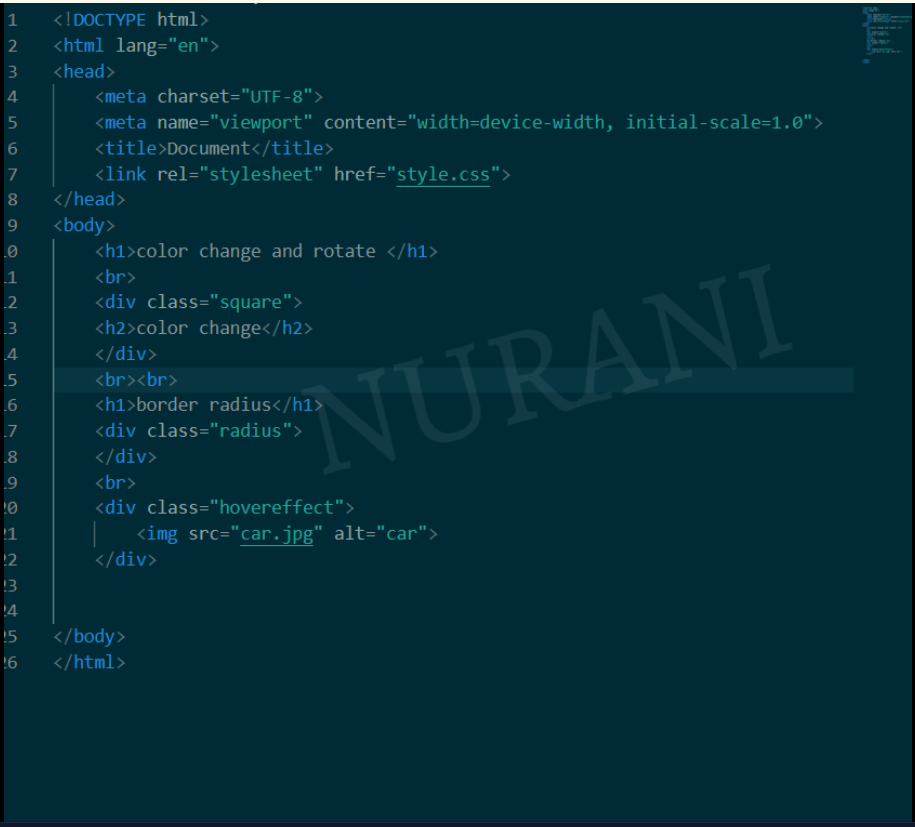 1 <!DOCTYPE html>
2 <html lang="en">
3 <head>
4 <meta charset="UTF-8">
5 <meta name="viewport" content="width=device-width, initial-scale=1.0">
6 <title>Document</title>
7 <link rel="stylesheet" href="style.css">
8 </head>
9 <body>
0 <h1>color change and rotate </h1>
1 <br>
2 <div class="square">
3 <h2>color change</h2>
4 </div>
5 <br><br>
6 <h1>border radius</h1>
7 <div class="radius">
8 </div>
9 <br>
20 <div class="hovereffect">
21 <img src="car.jpg" alt="car">
22 </div>
23
24
25 </body>
26 </html>
NURANI